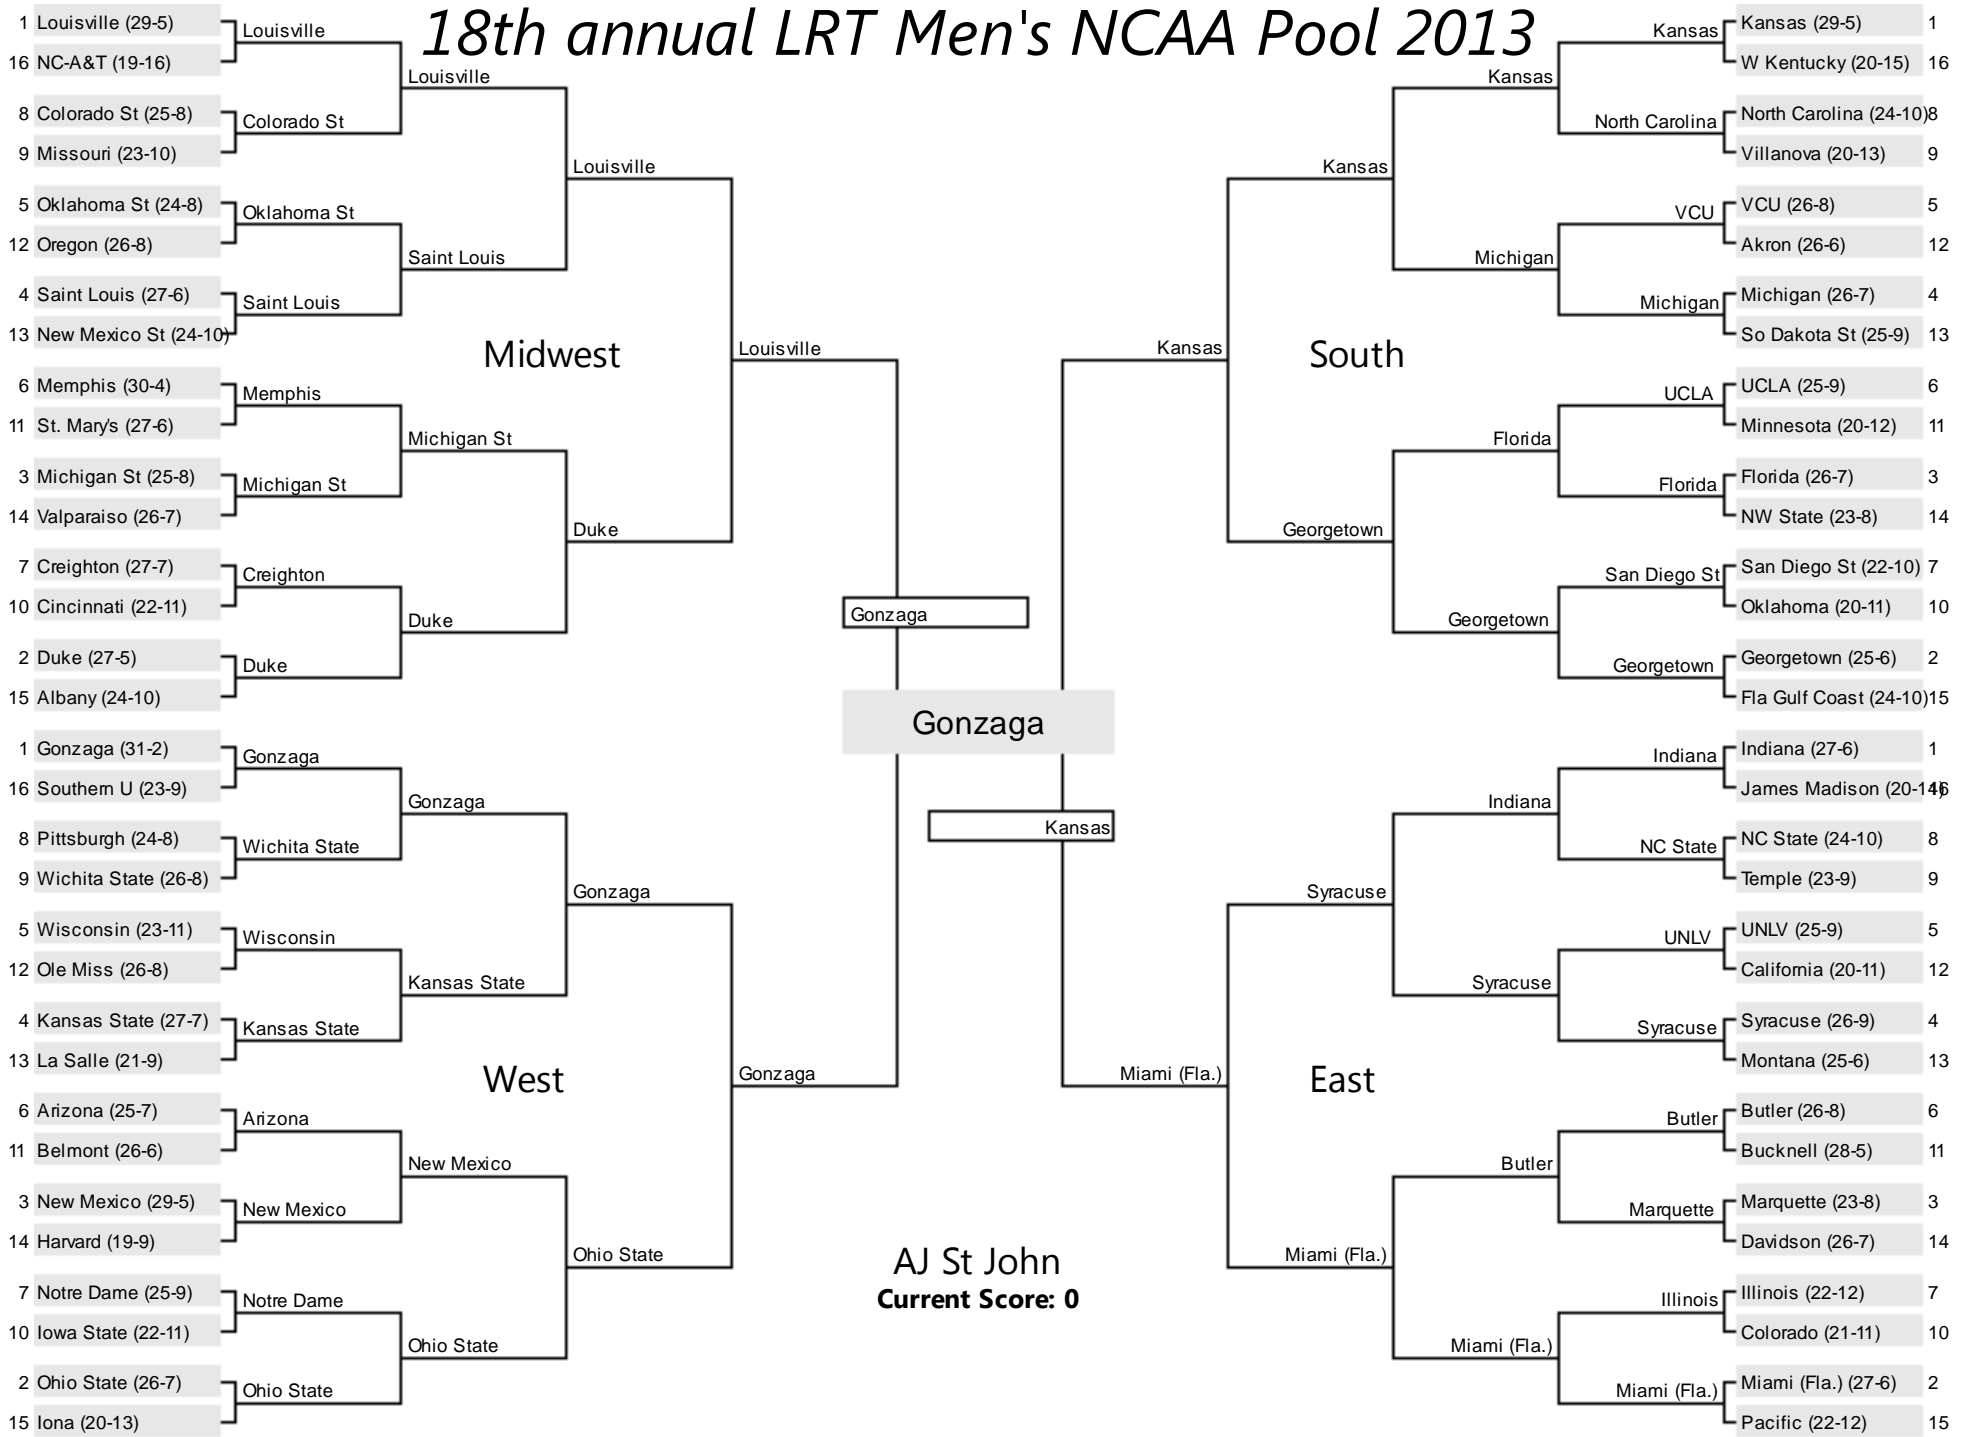 18th annual LRT Men's NCAA Pool 2013
1 Louisville (29-5)
16 NC-A&T (19-16)
8 Colorado St (25-8)
9 Missouri (23-10)
5 Oklahoma St (24-8)
12 Oregon (26-8)
4 Saint Louis (27-6)
13 New Mexico St (24-10)
6 Memphis (30-4)
11 St. Mary's (27-6)
3 Michigan St (25-8)
14 Valparaiso (26-7)
7 Creighton (27-7)
10 Cincinnati (22-11)
2 Duke (27-5)
15 Albany (24-10)
Louisville
Colorado St
Oklahoma St
Saint Louis
Memphis
Michigan St
Creighton
Duke
Louisville
Saint Louis
Michigan St
Duke
Louisville
Duke
Louisville
Midwest
1 Gonzaga (31-2)
16 Southern U (23-9)
8 Pittsburgh (24-8)
9 Wichita State (26-8)
5 Wisconsin (23-11)
12 Ole Miss (26-8)
4 Kansas State (27-7)
13 La Salle (21-9)
6 Arizona (25-7)
11 Belmont (26-6)
3 New Mexico (29-5)
14 Harvard (19-9)
7 Notre Dame (25-9)
10 Iowa State (22-11)
2 Ohio State (26-7)
15 Iona (20-13)
Gonzaga
Wichita State
Wisconsin
Kansas State
Arizona
New Mexico
Notre Dame
Ohio State
Gonzaga
Kansas State
New Mexico
Ohio State
Gonzaga
Ohio State
Gonzaga
West
Gonzaga
Gonzaga
Kansas
AJ St John
Current Score: 0
Kansas (29-5) 1
W Kentucky (20-15) 16
North Carolina (24-10) 8
Villanova (20-13) 9
VCU (26-8) 5
Akron (26-6) 12
Michigan (26-7) 4
So Dakota St (25-9) 13
UCLA (25-9) 6
Minnesota (20-12) 11
Florida (26-7) 3
NW State (23-8) 14
San Diego St (22-10) 7
Oklahoma (20-11) 10
Georgetown (25-6) 2
Fla Gulf Coast (24-10) 15
Kansas
North Carolina
VCU
Michigan
UCLA
Florida
San Diego St
Georgetown
Kansas
Michigan
Florida
Georgetown
Kansas
Georgetown
Kansas
South
Indiana (27-6) 1
James Madison (20-14) 16
NC State (24-10) 8
Temple (23-9) 9
UNLV (25-9) 5
California (20-11) 12
Syracuse (26-9) 4
Montana (25-6) 13
Butler (26-8) 6
Bucknell (28-5) 11
Marquette (23-8) 3
Davidson (26-7) 14
Illinois (22-12) 7
Colorado (21-11) 10
Miami (Fla.) (27-6) 2
Pacific (22-12) 15
Indiana
NC State
UNLV
Syracuse
Butler
Marquette
Illinois
Miami (Fla.)
Indiana
Syracuse
Butler
Miami (Fla.)
Syracuse
Miami (Fla.)
Miami (Fla.)
East